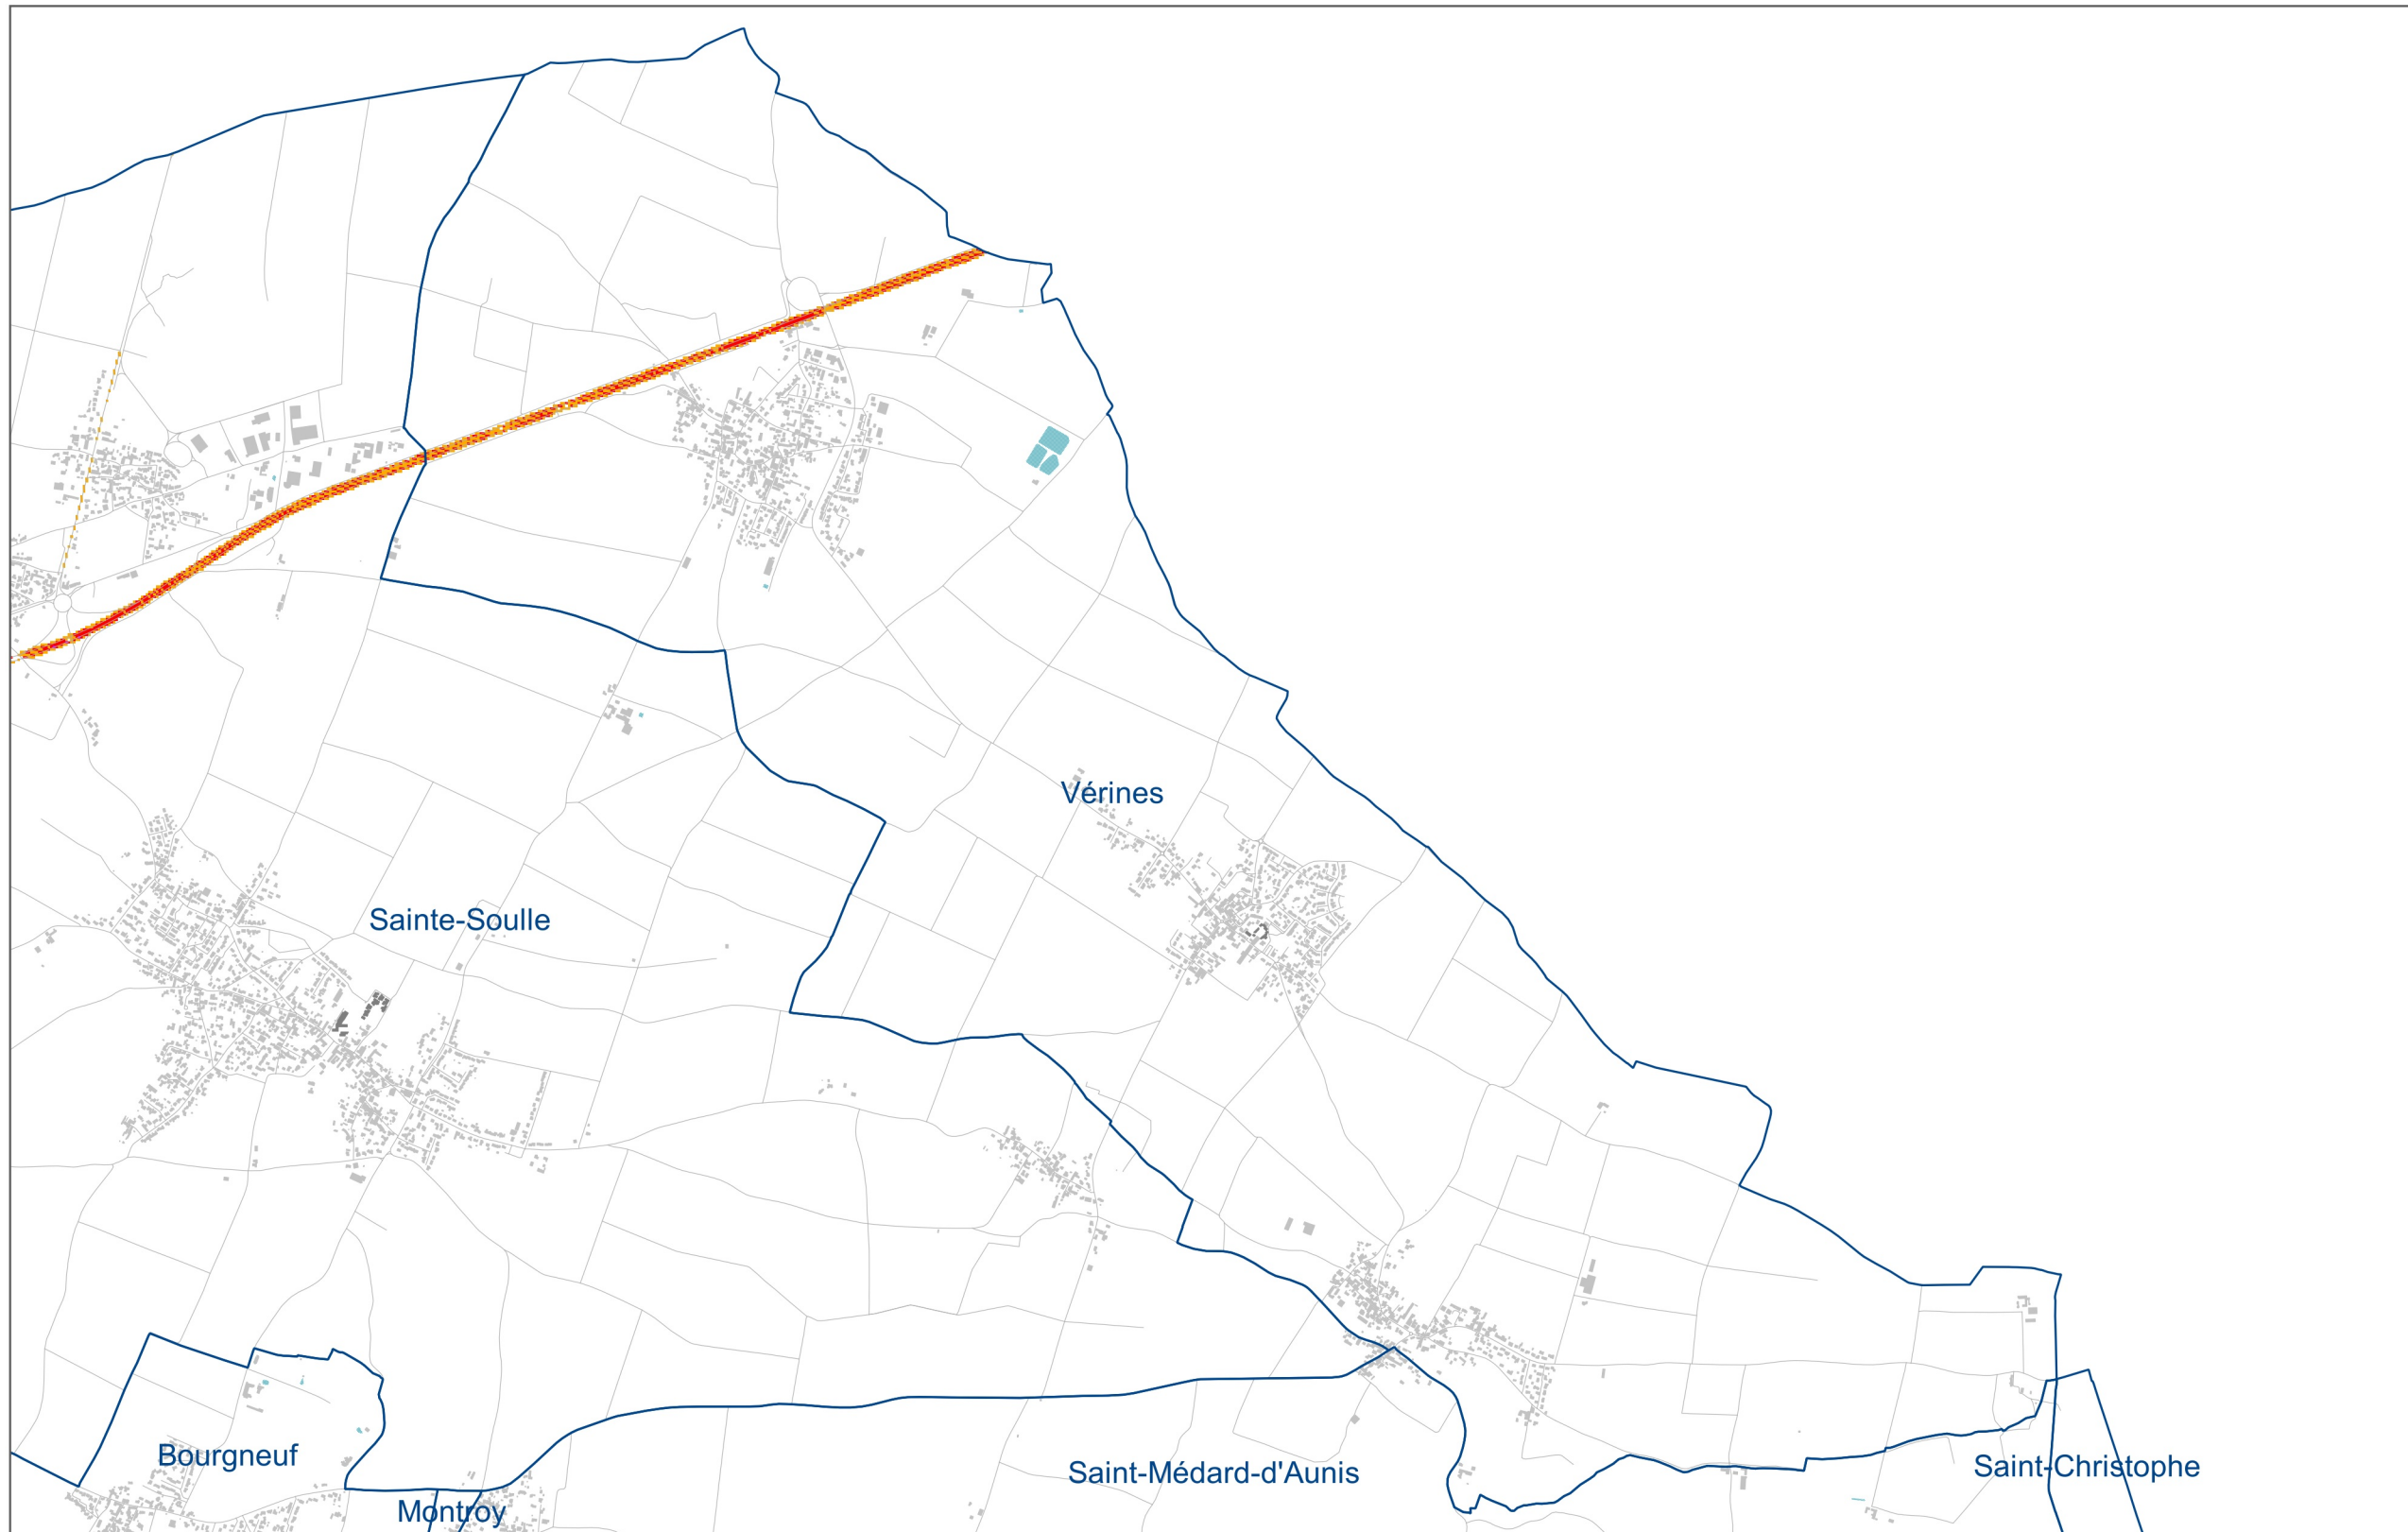 Vérines
Sainte-Soulle
Bourgneuf
Saint-Médard-d'Aunis
Saint-Christophe
Montroy